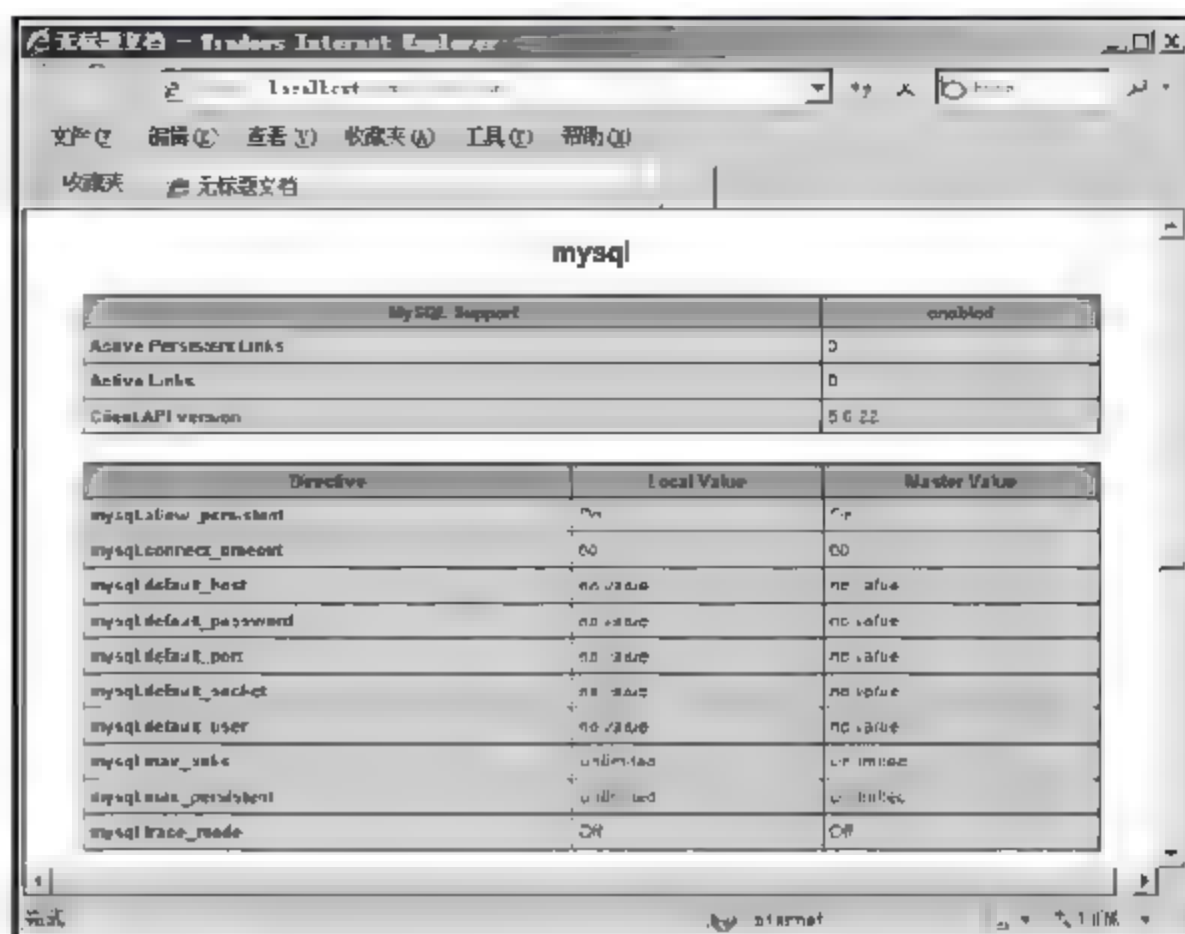 无标题文档 - Windows Internet Explorer
localhost
文件(F) 编辑(E) 查看(V) 收藏夹(A) 工具(T) 帮助(H)
收藏夹 无标题文档
mysql
MySQL Support enabled
Active Persistent Links 0
Active Links 0
Client API version
Directive Local Value Master Value
mysql.allow_persistent On On
mysql.connect_timeout 60 60
mysql.default_host no value no value
mysql.default_password no value no value
mysql.default_port no value no value
mysql.default_socket no value no value
mysql.default_user no value no value
mysql.max_links unlimited unlimited
mysql.max_persistent unlimited unlimited
mysql.trace_mode Off Off
Internet